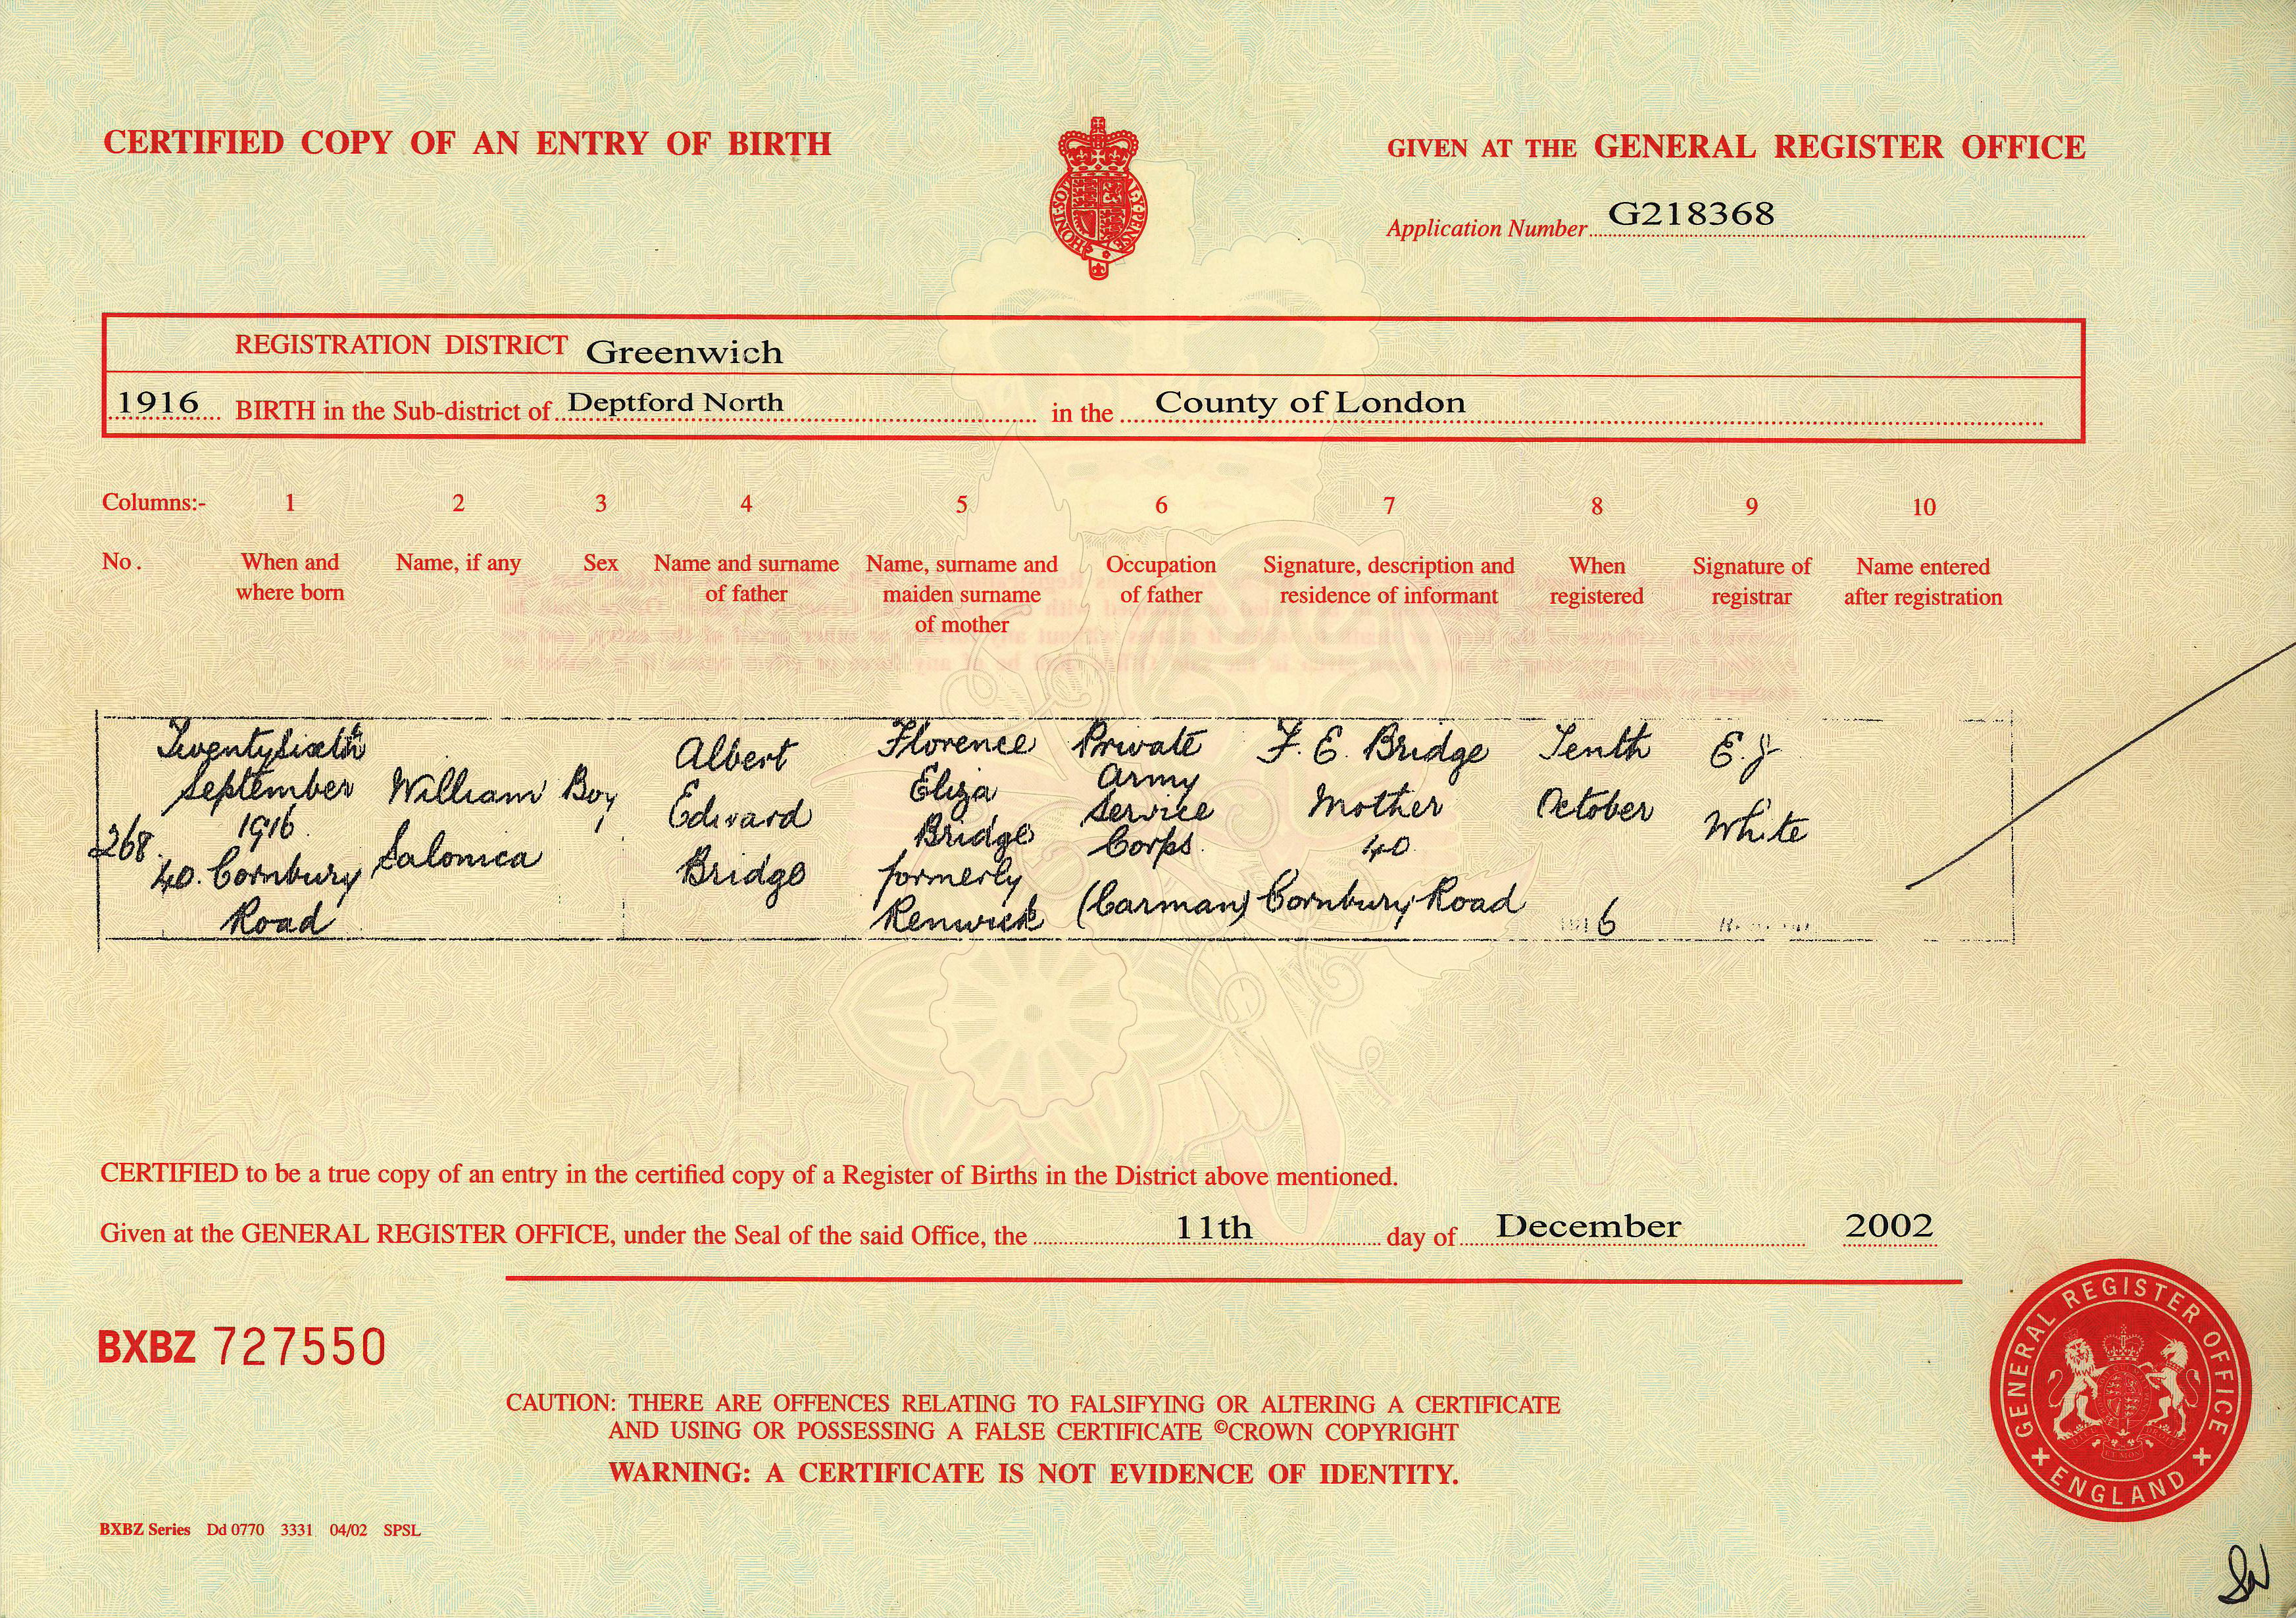 CERTIFIED COPY OF AN ENTRY OF BIRTH
GIVEN AT THE GENERAL REGISTER OFFICE
Application Number G218368
REGISTRATION DISTRICT Greenwich
1916 BIRTH in the Sub-district of Deptford North in the County of London
Columns:- 1 2 3 4 5 6 7 8 9 10
No. When and where born Name, if any Sex Name and surname of father Name, surname and maiden surname of mother Occupation of father Signature, description and residence of informant When registered Signature of registrar Name entered after registration
268
Twentysixth
September
1916
40. Cornbury
Road
William
Salonica
Boy
Albert
Edward
Bridge
Florence
Eliza
Bridge
formerly
Renwick
Private
Army
Service
Corps.
(Carman)
F. E. Bridge
Mother
40
Cornbury Road
Tenth
October
E. J
White
CERTIFIED to be a true copy of an entry in the certified copy of a Register of Births in the District above mentioned.
Given at the GENERAL REGISTER OFFICE, under the Seal of the said Office, the 11th day of December 2002
BXBZ 727550
GENERAL REGISTER OFFICE
ENGLAND
CAUTION: THERE ARE OFFENCES RELATING TO FALSIFYING OR ALTERING A CERTIFICATE
AND USING OR POSSESSING A FALSE CERTIFICATE ©CROWN COPYRIGHT
WARNING: A CERTIFICATE IS NOT EVIDENCE OF IDENTITY.
BXBZ Series Dd 0770 3331 04/02 SPSL